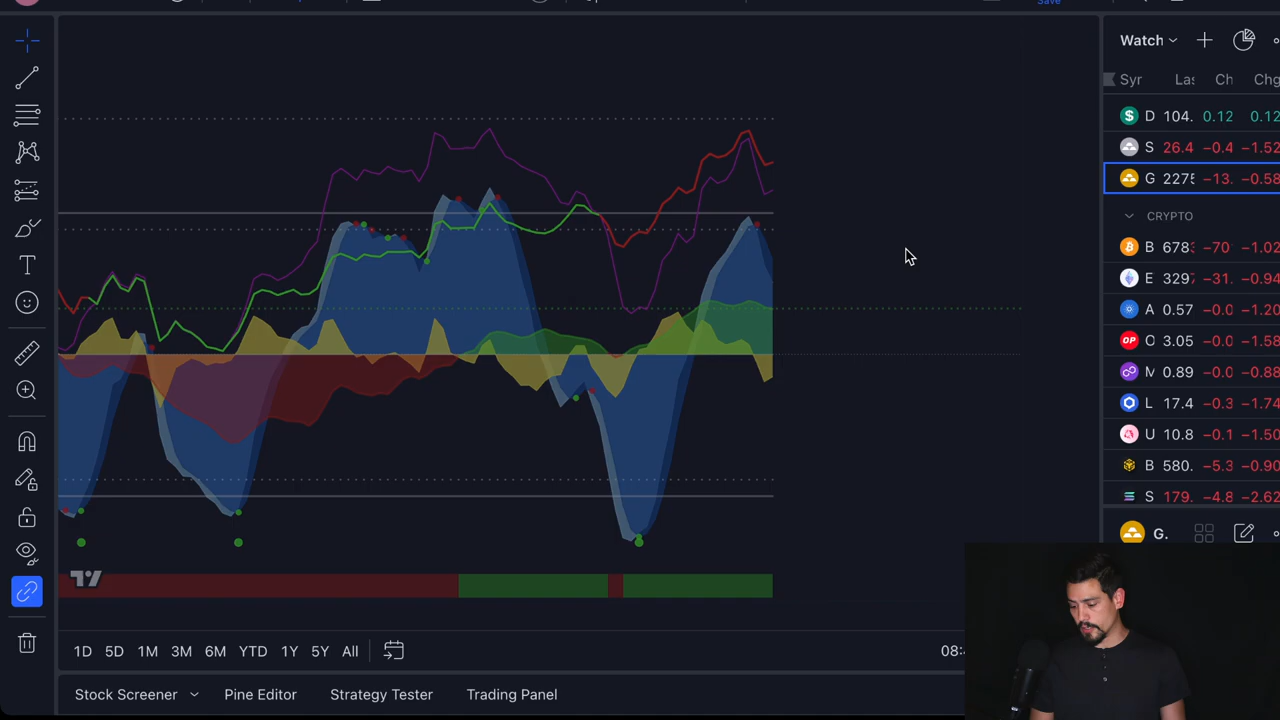 Save
Watch
Syr Las Ch Chg
D 104. 0.12 0.12
S 26.4 −0.4 −1.52
G 2275 −13. −0.58
CRYPTO
B 678 −70 −1.02
E 3297 −31. −0.94
A 0.57 −0.0 −1.20
O 3.05 −0.0 −1.58
M 0.89 −0.0 −0.88
L 17.4 −0.3 −1.74
U 10.8 −0.1 −1.50
B 580. −5.3 −0.90
S 179. −4.8 −2.62
G.
1D 5D 1M 3M 6M YTD 1Y 5Y All
08:
Stock Screener Pine Editor Strategy Tester Trading Panel